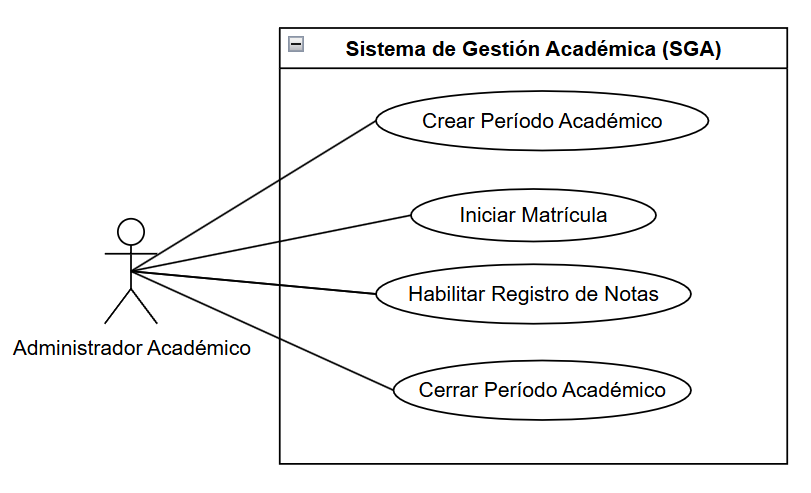 Sistema de Gestión Académica (SGA)
Crear Período Académico
Iniciar Matrícula
Habilitar Registro de Notas
Administrador Académico
Cerrar Período Académico